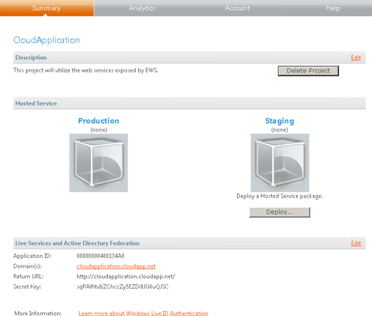 Summary Analytics Account Help
CloudApplication
Description Edit
This project will utilize the web services exposed by EWS. Delete Project
Hosted Service
Production Staging
(none) (none)
Deploy a Hosted Service package.
Deploy...
Live Services and Active Directory Federation Edit
Application ID: 00000000400134A0
Domain(s): cloudapplication.cloudapp.net
Return URL: http://cloudapplication.cloudapp.net/
Secret Key:
More Information: Learn more about Windows Live ID Authentication